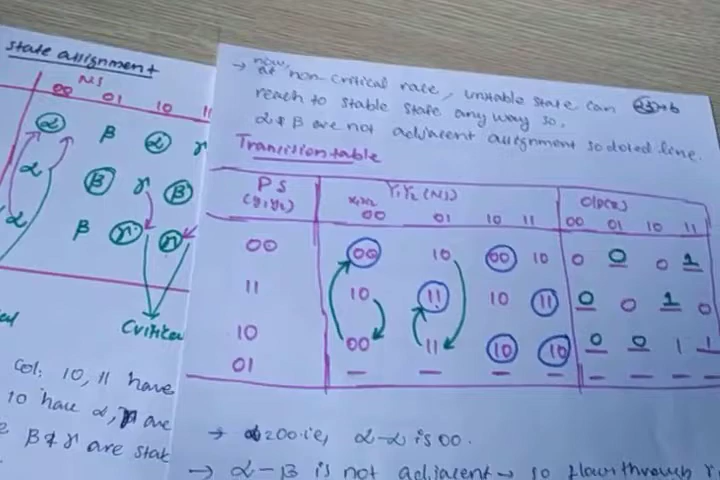 state assignment
NS
00 01 10 11
α β α γ
α β γ β
α β γ γ
Critical
Col: 10, 11 have
10 have α, γ are
β & γ are stat
→ now, at non-critical race, unstable state can
reach to stable state any way so,
α & β are not adjacent assignment so doted line.
Transition table
PS Y₁Y₂ (NS) O/P(z)
(y₁y₂) x₁x₂
00 01 10 11 00 01 10 11
00 00 10 00 10 0 0 0 1
11 10 11 10 11 0 0 1 0
10 00 11 10 10 0 0 1 1
01 — — — — — — — —
→ α=00 i.e, α-α is 00.
→ α-β is not adjacent → so flow through